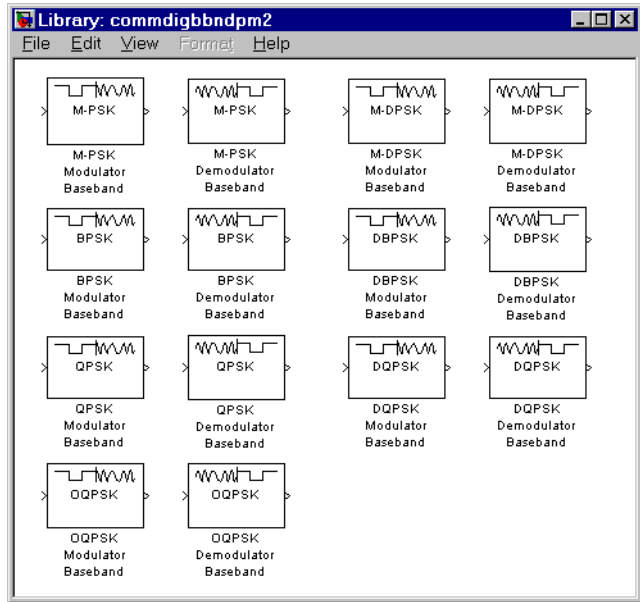 Library: commdigbbndpm2
File Edit View Format Help
M-PSK M-PSK M-DPSK M-DPSK
M-PSK M-PSK M-DPSK M-DPSK
Modulator Demodulator Modulator Demodulator
Baseband Baseband Baseband Baseband
BPSK BPSK DBPSK DBPSK
BPSK BPSK DBPSK DBPSK
Modulator Demodulator Modulator Demodulator
Baseband Baseband Baseband Baseband
QPSK QPSK DQPSK DQPSK
QPSK QPSK DQPSK DQPSK
Modulator Demodulator Modulator Demodulator
Baseband Baseband Baseband Baseband
OQPSK OQPSK
OQPSK OQPSK
Modulator Demodulator
Baseband Baseband